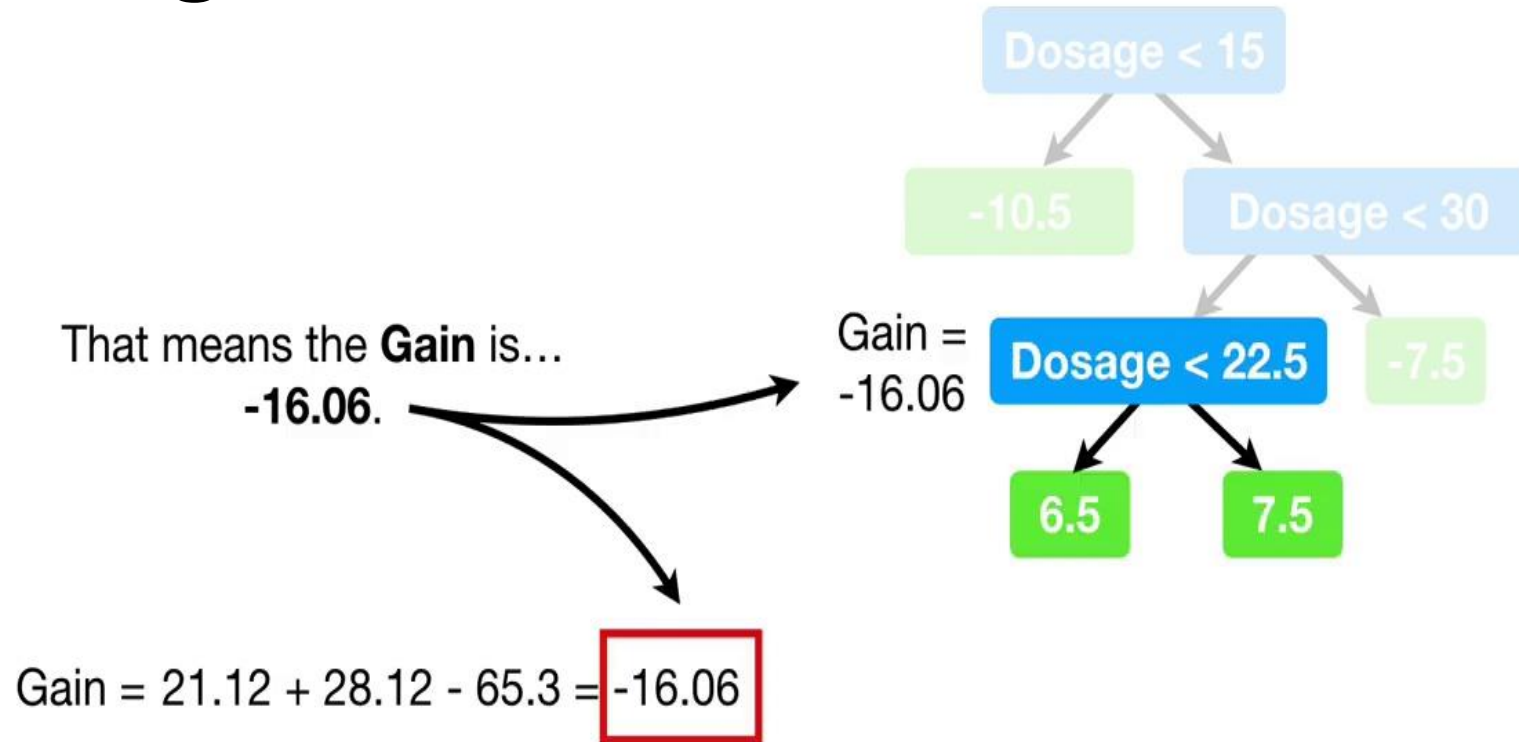 Dosage < 15
-10.5
Dosage < 30
That means the Gain is...
-16.06.
Gain =
-16.06
Dosage < 22.5
-7.5
6.5
7.5
Gain = 21.12 + 28.12 - 65.3 = -16.06